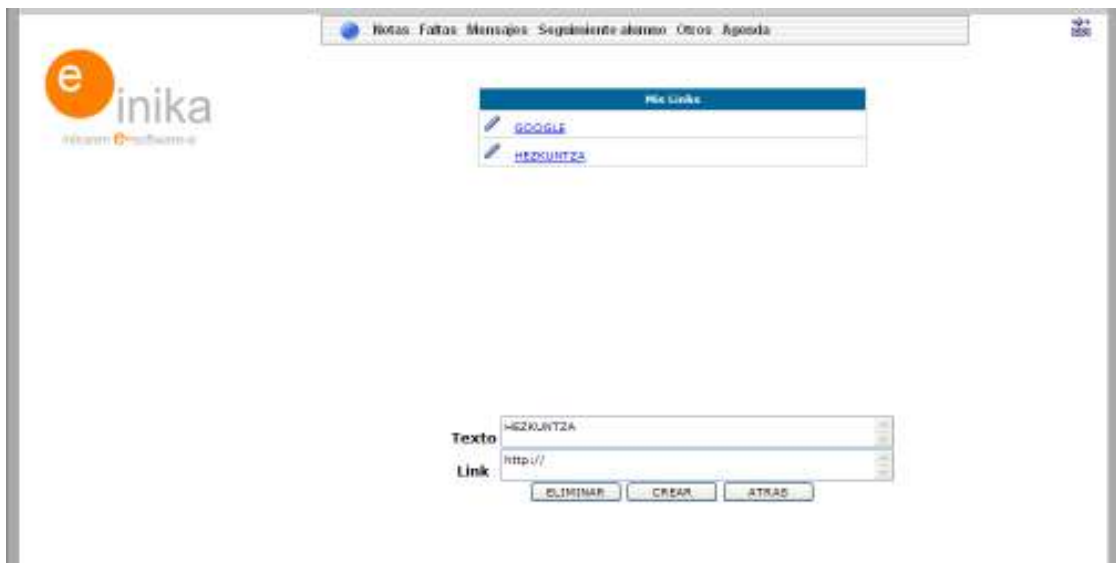 Notas Faltas Mensajes Seguimiento alumno Otros Agenda
e
inika
Mis Links
GOOGLE
HEZKUNTZA
Texto HEZKUNTZA
Link http://
ELIMINAR CREAR ATRAS